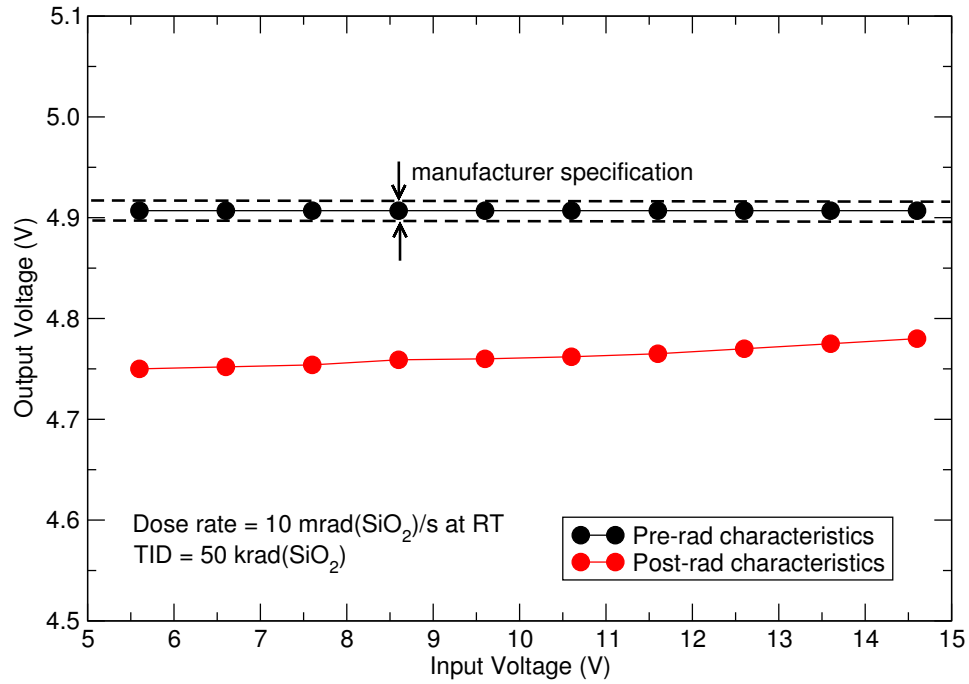 5.1
5.0
4.9
4.8
4.7
4.6
4.5
Output Voltage (V)
manufacturer specification
Dose rate = 10 mrad(SiO₂)/s at RT
TID = 50 krad(SiO₂)
Pre-rad characteristics
Post-rad characteristics
5 6 7 8 9 10 11 12 13 14 15
Input Voltage (V)